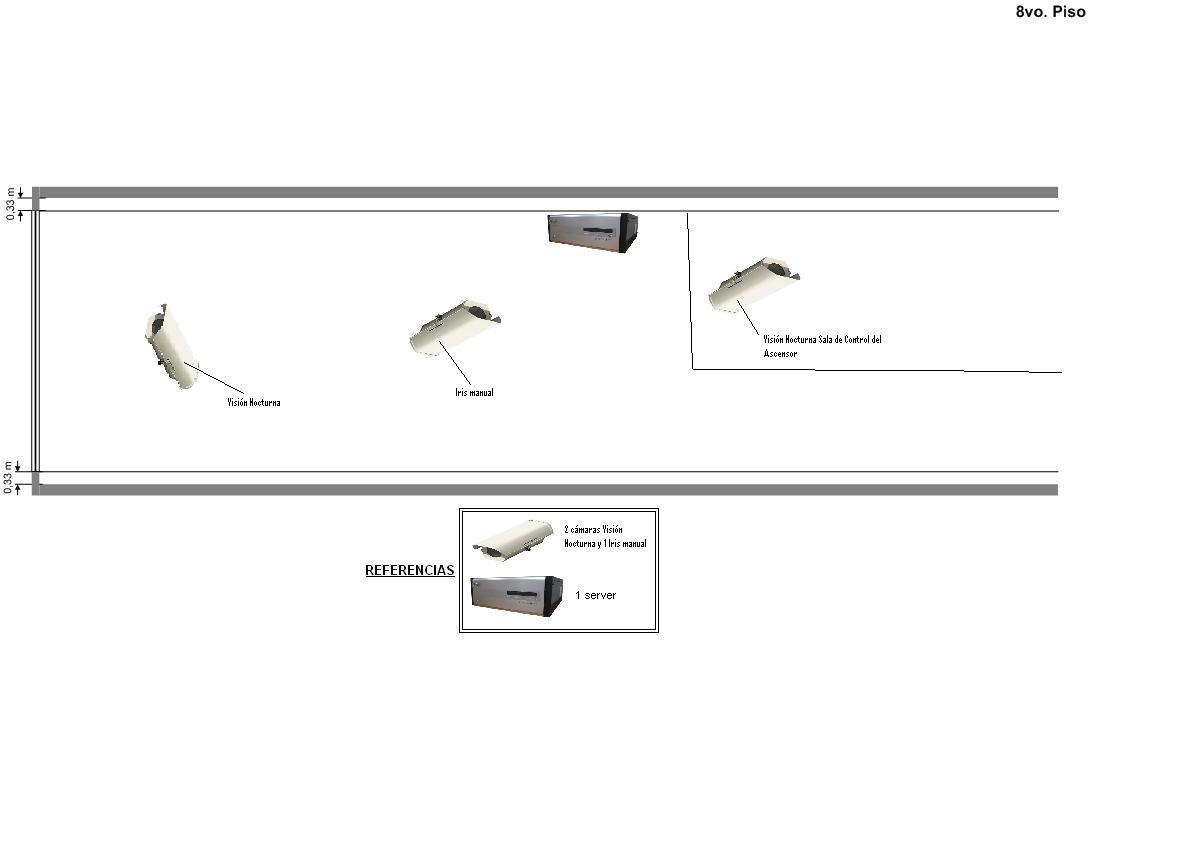 8vo. Piso
0,33 m
Visión Nocturna Sala de Control del
Ascensor
Iris manual
Visión Nocturna
0,33 m
2 cámaras Visión
Nocturna y 1 Iris manual
REFERENCIAS
1 server